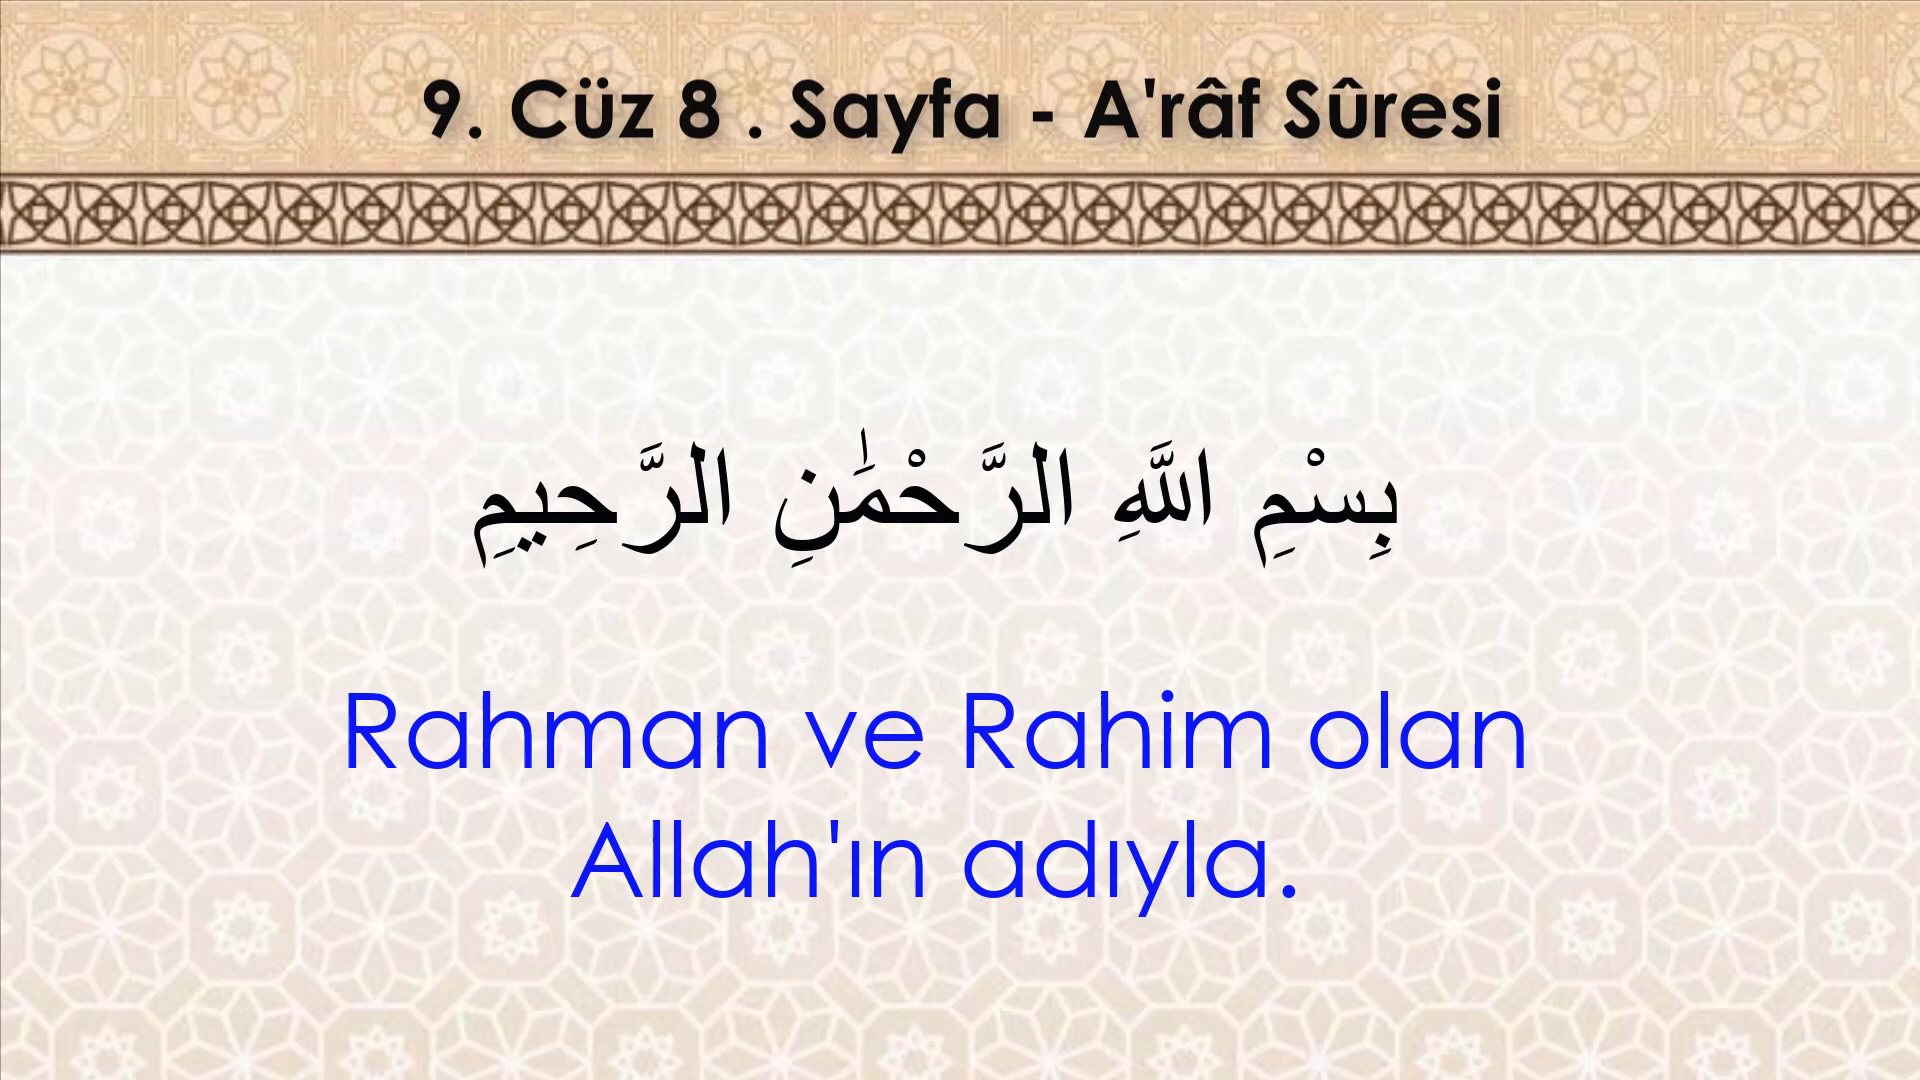 9. Cüz 8 . Sayfa - A'râf Sûresi
بِسْمِ اللَّهِ الرَّحْمَٰنِ الرَّحِيمِ
Rahman ve Rahim olan
Allah'ın adıyla.